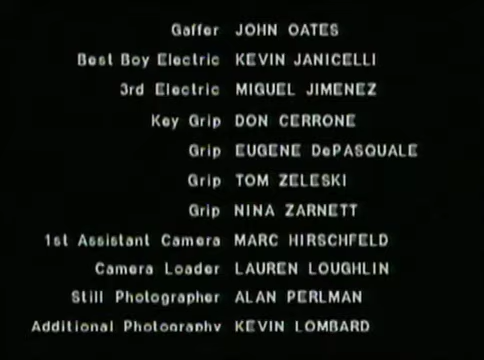 Gaffer JOHN OATES
Best Boy Electric KEVIN JANICELLI
3rd Electric MIGUEL JIMENEZ
Key Grip DON CERRONE
Grip EUGENE DePASQUALE
Grip TOM ZELESKI
Grip NINA ZARNETT
1st Assistant Camera MARC HIRSCHFELD
Camera Loader LAUREN LOUGHLIN
Still Photographer ALAN PERLMAN
Additional Photography KEVIN LOMBARD